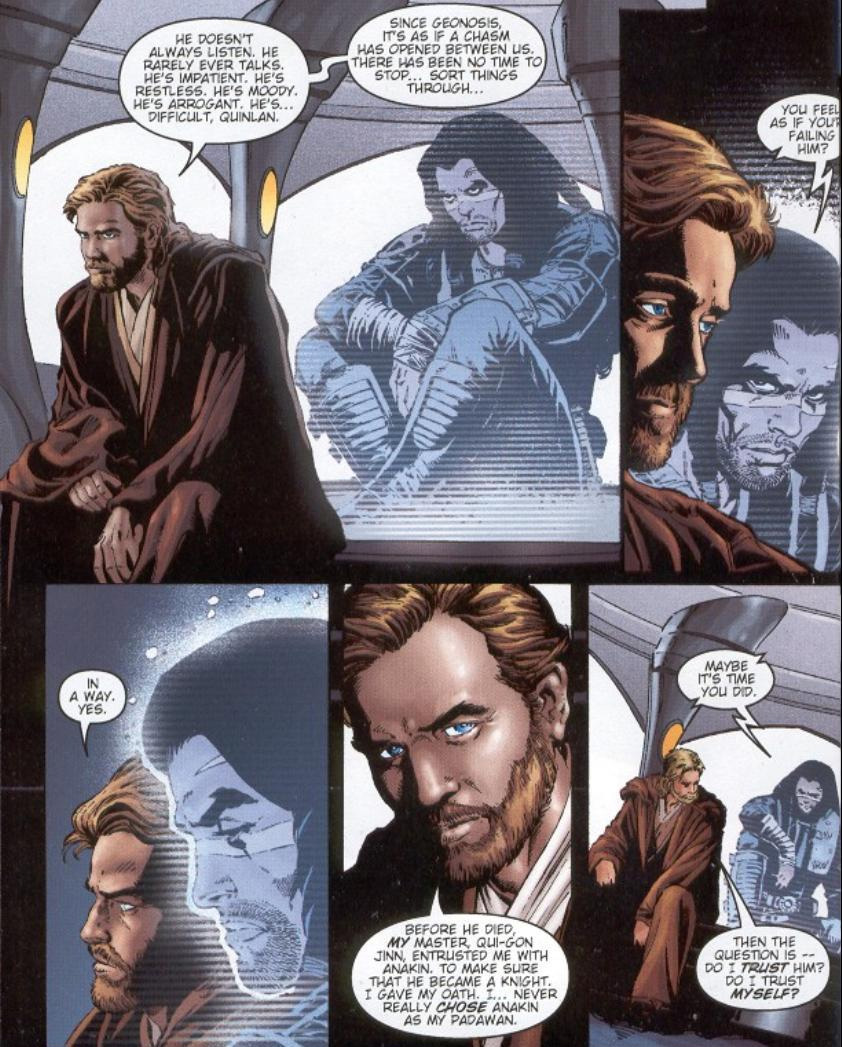 HE DOESN'T
ALWAYS LISTEN. HE
RARELY EVER TALKS.
HE'S IMPATIENT. HE'S
RESTLESS. HE'S MOODY.
HE'S ARROGANT. HE'S...
DIFFICULT, QUINLAN.
SINCE GEONOSIS,
IT'S AS IF A CHASM
HAS OPENED BETWEEN US.
THERE HAS BEEN NO TIME TO
STOP... SORT THINGS
THROUGH...
YOU FEEL
AS IF YOU'R
FAILING
HIM?
IN
A WAY.
YES.
BEFORE HE DIED,
MY MASTER, QUI-GON
JINN, ENTRUSTED ME WITH
ANAKIN. TO MAKE SURE
THAT HE BECAME A KNIGHT.
I GAVE MY OATH. I... NEVER
REALLY CHOSE ANAKIN
AS MY PADAWAN.
MAYBE
IT'S TIME
YOU DID.
THEN THE
QUESTION IS --
DO I TRUST HIM?
DO I TRUST
MYSELF?